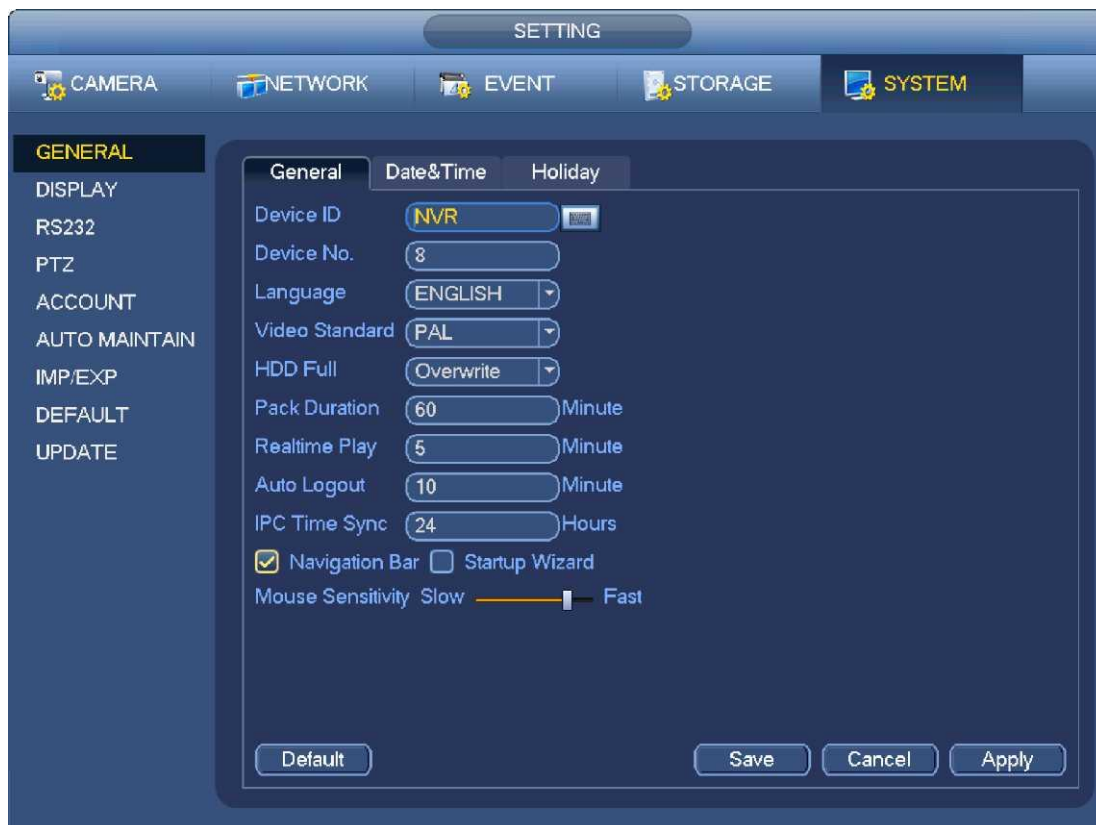 SETTING
CAMERA NETWORK EVENT STORAGE SYSTEM
GENERAL
DISPLAY
RS232
PTZ
ACCOUNT
AUTO MAINTAIN
IMP/EXP
DEFAULT
UPDATE
General Date&Time Holiday
Device ID NVR
Device No. 8
Language ENGLISH
Video Standard PAL
HDD Full Overwrite
Pack Duration 60 Minute
Realtime Play 5 Minute
Auto Logout 10 Minute
IPC Time Sync 24 Hours
Navigation Bar Startup Wizard
Mouse Sensitivity Slow Fast
Default Save Cancel Apply